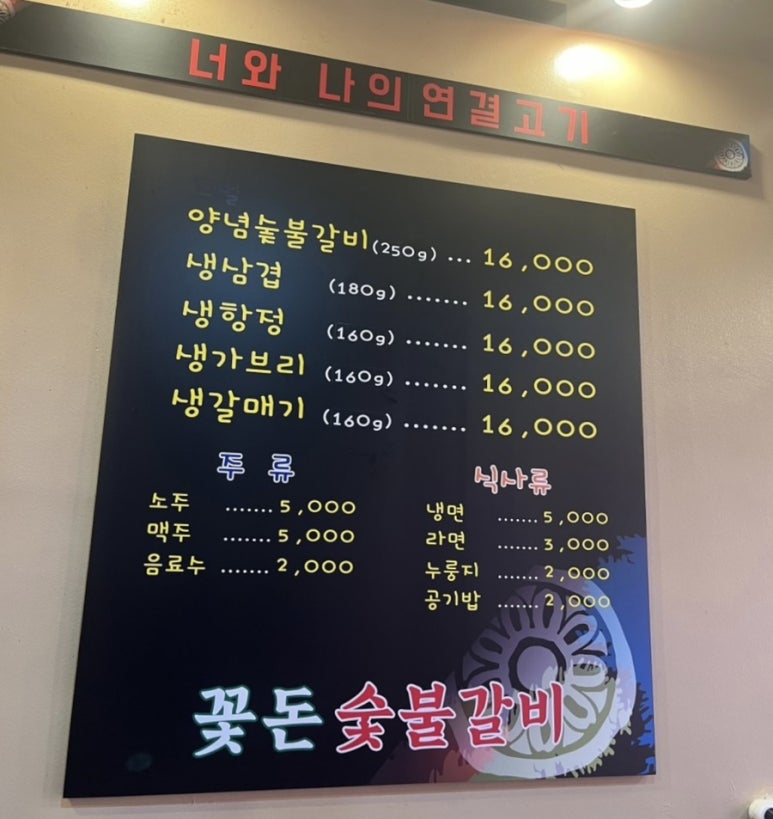 너와 나의 연결고기
양념숯불갈비 (250g) ... 16,000
생삼겹 (180g) ....... 16,000
생항정 (160g) ....... 16,000
생가브리 (160g) ....... 16,000
생갈매기 (160g) ....... 16,000
주 류
소주 ....... 5,000
맥주 ....... 5,000
음료수 ....... 2,000
식사류
냉면 ....... 5,000
라면 ....... 3,000
누룽지 ....... 2,000
공기밥 ....... 2,000
꽃돈 숯불갈비